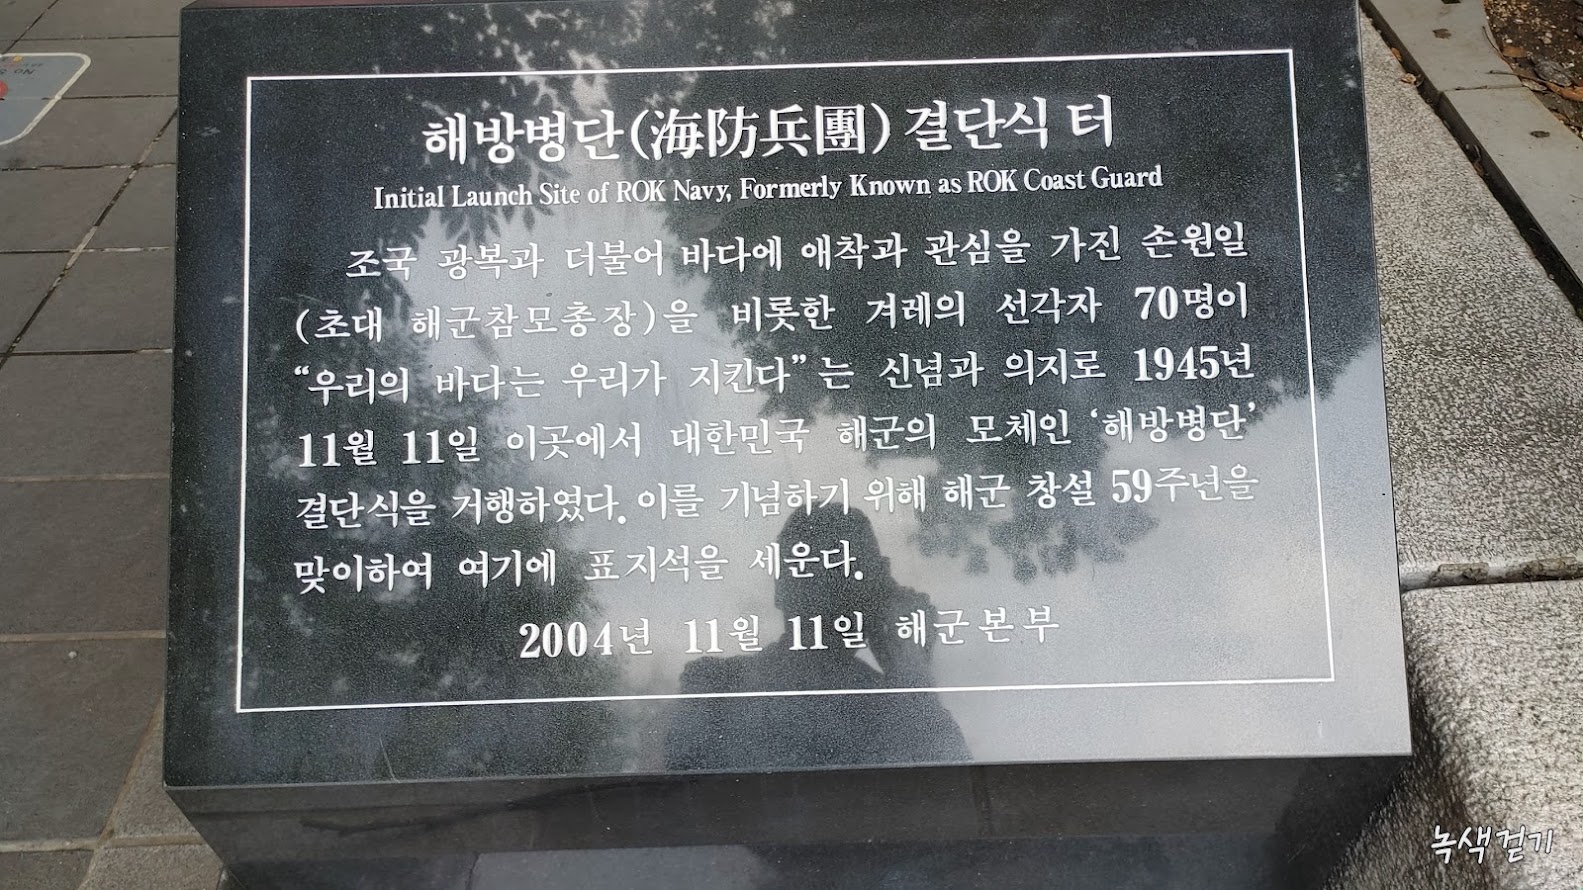 해방병단(海防兵團) 결단식 터
Initial Launch Site of ROK Navy, Formerly Known as ROK Coast Guard
조국 광복과 더불어 바다에 애착과 관심을 가진 손원일
(초대 해군참모총장)을 비롯한 겨레의 선각자 70명이
“우리의 바다는 우리가 지킨다”는 신념과 의지로 1945년
11월 11일 이곳에서 대한민국 해군의 모체인 ‘해방병단’
결단식을 거행하였다. 이를 기념하기 위해 해군 창설 59주년을
맞이하여 여기에 표지석을 세운다.
2004년 11월 11일 해군본부
녹색걷기